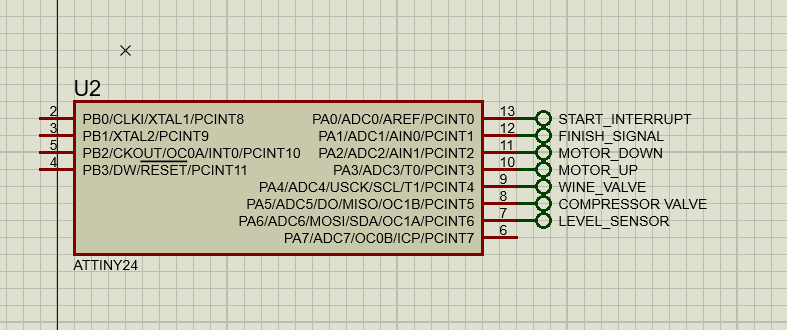 U2
2 PB0/CLKI/XTAL1/PCINT8 PA0/ADC0/AREF/PCINT0 13 START_INTERRUPT
3 PB1/XTAL2/PCINT9 PA1/ADC1/AIN0/PCINT1 12 FINISH_SIGNAL
5 PB2/CKOUT/OC0A/INT0/PCINT10 PA2/ADC2/AIN1/PCINT2 11 MOTOR_DOWN
4 PB3/DW/RESET/PCINT11 PA3/ADC3/T0/PCINT3 10 MOTOR_UP
PA4/ADC4/USCK/SCL/T1/PCINT4 9 WINE_VALVE
PA5/ADC5/DO/MISO/OC1B/PCINT5 8 COMPRESSOR VALVE
PA6/ADC6/MOSI/SDA/OC1A/PCINT6 7 LEVEL_SENSOR
PA7/ADC7/OC0B/ICP/PCINT7 6
ATTINY24